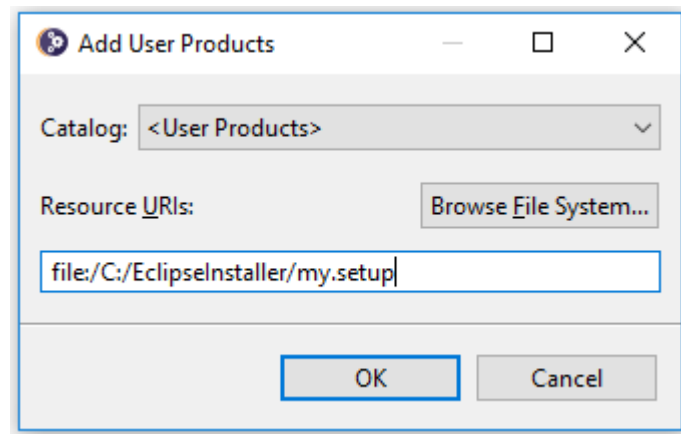 Add User Products
Catalog: <User Products>
Resource URIs: Browse File System...
file:/C:/EclipseInstaller/my.setup
OK Cancel